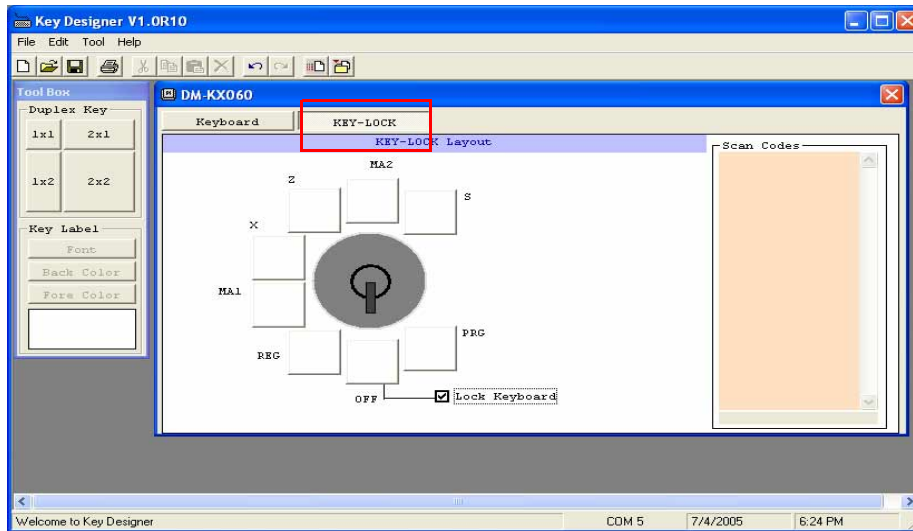 Key Designer V1.0R10
File Edit Tool Help
Tool Box
DM-KX060
Duplex Key
1x1 2x1
1x2 2x2
Key Label
Font
Back Color
Fore Color
Keyboard KEY-LOCK
KEY-LOCK Layout
Scan Codes
MA2
Z
S
X
MA1
PRG
REG
OFF
Lock Keyboard
Welcome to Key Designer COM 5 7/4/2005 6:24 PM